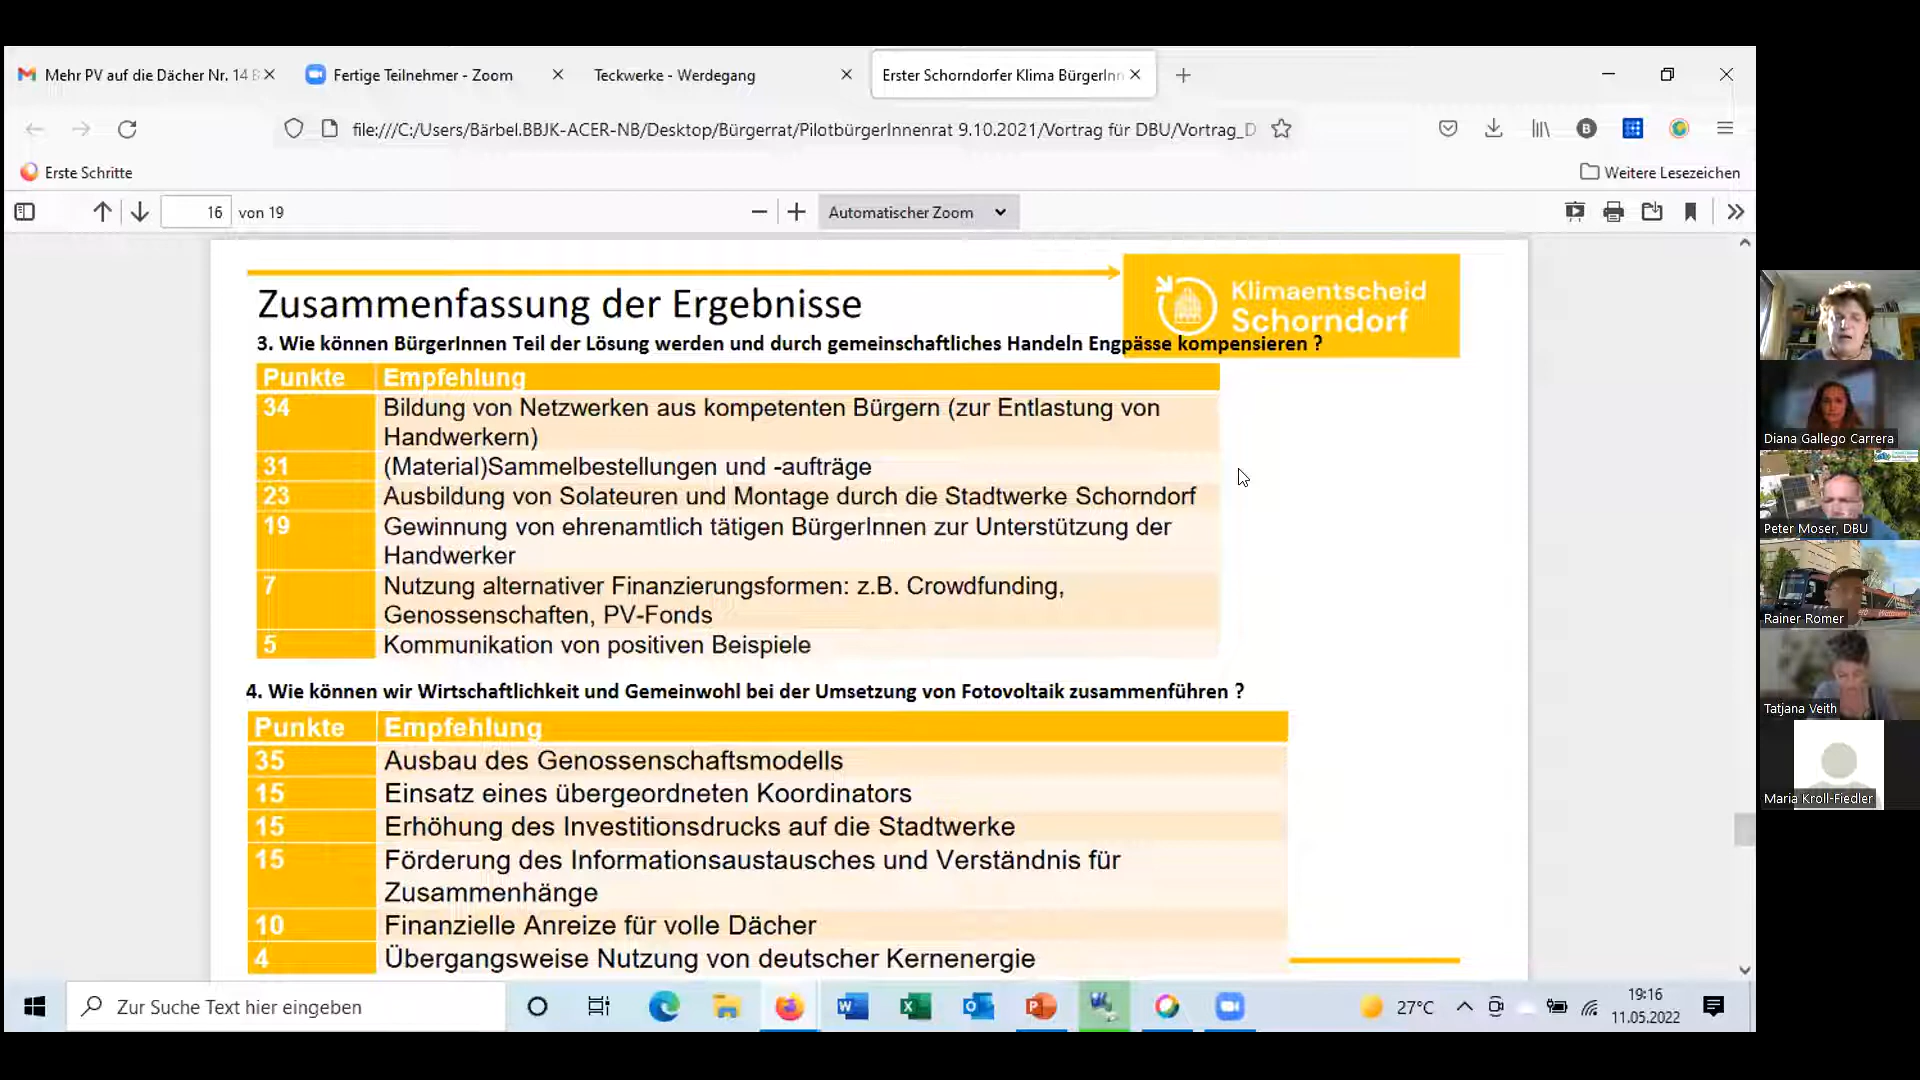 Mehr PV auf die Dächer Nr. 14
Fertige Teilnehmer - Zoom
Teckwerke - Werdegang
Erster Schorndorfer Klima BürgerInn
file:///C:/Users/Bärbel.BBJK-ACER-NB/Desktop/Bürgerrat/PilotbürgerInnenrat 9.10.2021/Vortrag für DBU/Vortrag_D
Erste Schritte
Weitere Lesezeichen
16 von 19
Automatischer Zoom
Klimaentscheid
Schorndorf
Zusammenfassung der Ergebnisse
3. Wie können BürgerInnen Teil der Lösung werden und durch gemeinschaftliches Handeln Engpässe kompensieren ?
Punkte Empfehlung
34 Bildung von Netzwerken aus kompetenten Bürgern (zur Entlastung von
Handwerkern)
31 (Material)Sammelbestellungen und -aufträge
23 Ausbildung von Solateuren und Montage durch die Stadtwerke Schorndorf
19 Gewinnung von ehrenamtlich tätigen BürgerInnen zur Unterstützung der
Handwerker
7 Nutzung alternativer Finanzierungsformen: z.B. Crowdfunding,
Genossenschaften, PV-Fonds
5 Kommunikation von positiven Beispiele
4. Wie können wir Wirtschaftlichkeit und Gemeinwohl bei der Umsetzung von Fotovoltaik zusammenführen ?
Punkte Empfehlung
35 Ausbau des Genossenschaftsmodells
15 Einsatz eines übergeordneten Koordinators
15 Erhöhung des Investitionsdrucks auf die Stadtwerke
15 Förderung des Informationsaustausches und Verständnis für
Zusammenhänge
10 Finanzielle Anreize für volle Dächer
4 Übergangsweise Nutzung von deutscher Kernenergie
Diana Gallego Carrera
Peter Moser, DBU
Rainer Romer
Tatjana Veith
Maria Kroll-Fiedler
Zur Suche Text hier eingeben
27°C
19:16
11.05.2022